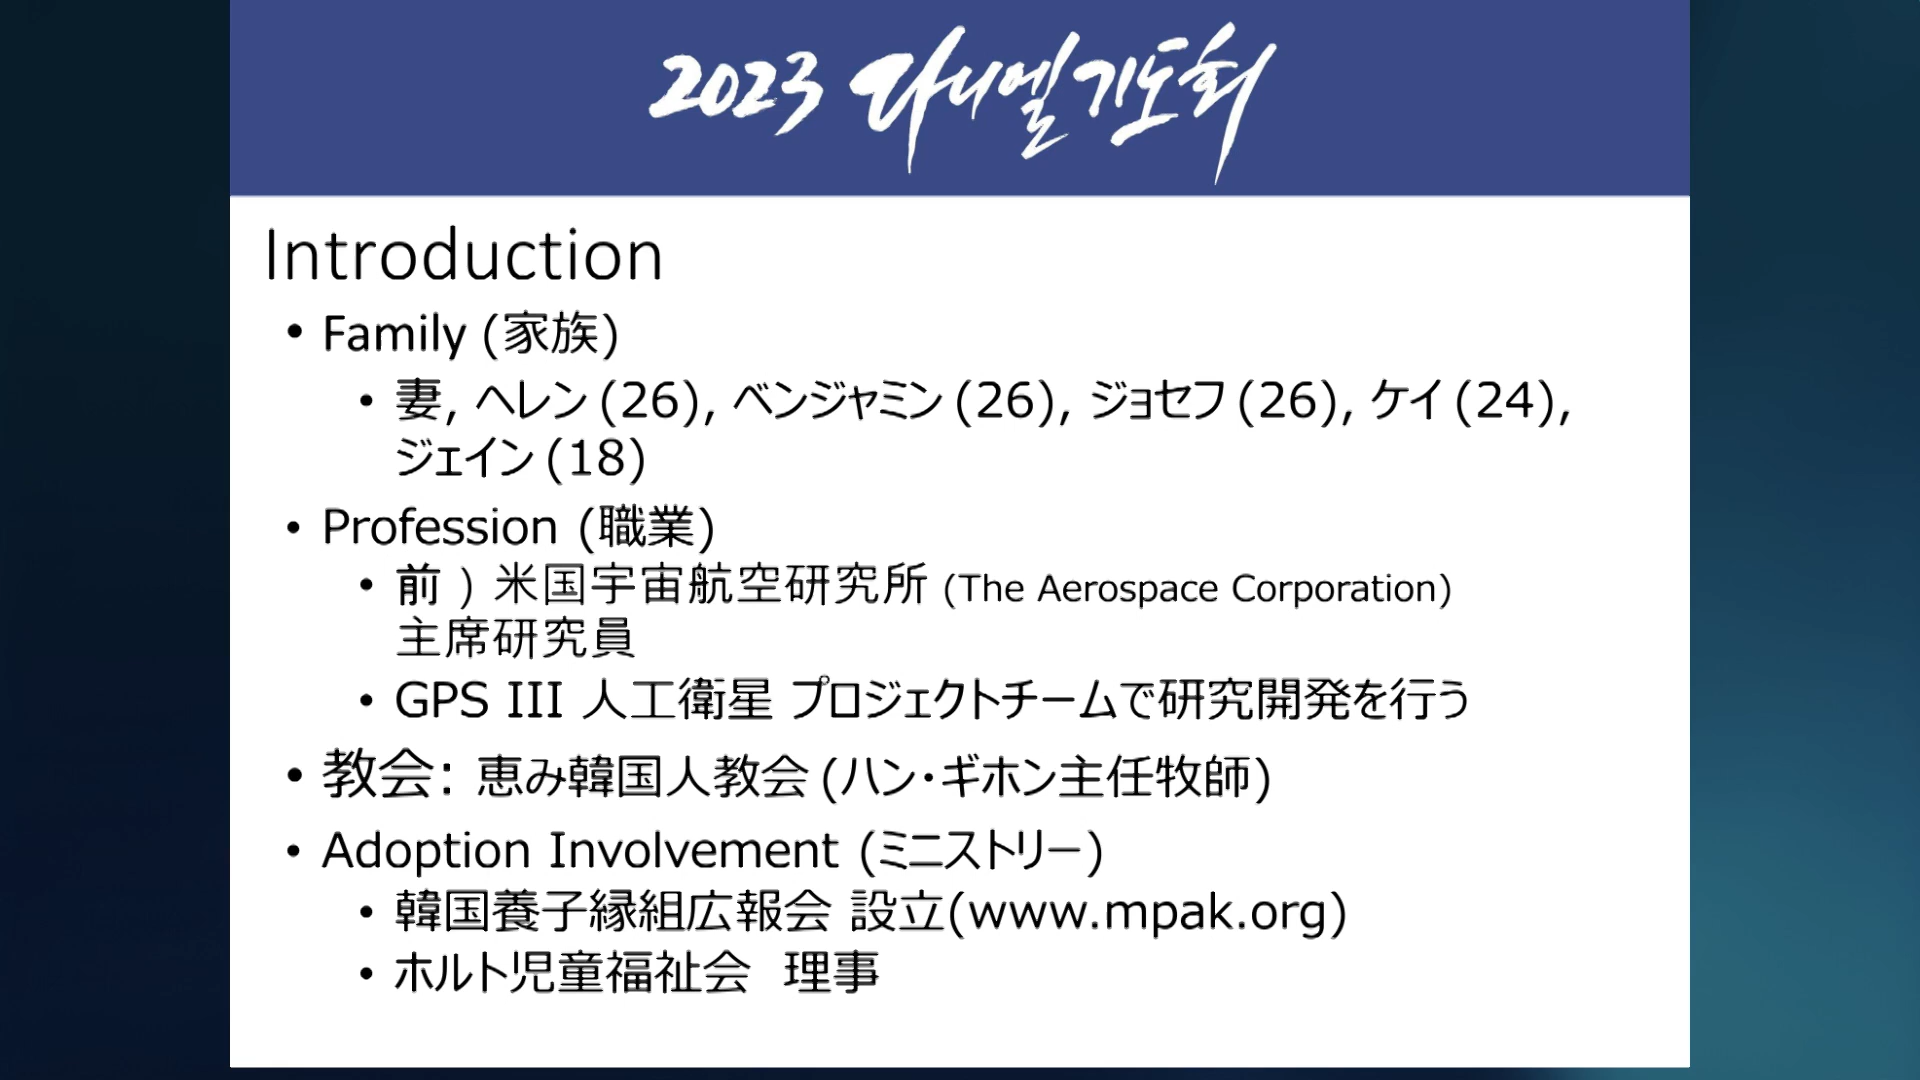 2023 다니엘기도회
Introduction
• Family (家族)
• 妻, ヘレン (26), ベンジャミン (26), ジョセフ (26), ケイ (24),
ジェイン (18)
• Profession (職業)
• 前 ) 米国宇宙航空研究所 (The Aerospace Corporation)
主席研究員
• GPS III 人工衛星 プロジェクトチームで研究開発を行う
• 教会: 恵み韓国人教会 (ハン・ギホン主任牧師)
• Adoption Involvement (ミニストリー)
• 韓国養子縁組広報会 設立(www.mpak.org)
• ホルト児童福祉会　理事